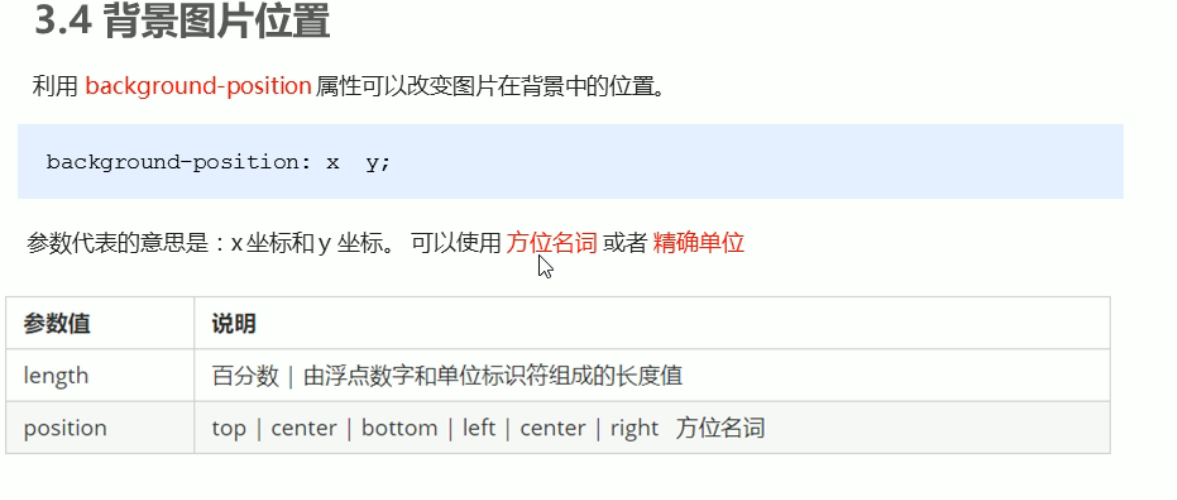 3.4 背景图片位置
利用 background-position 属性可以改变图片在背景中的位置。
background-position: x  y;
参数代表的意思是：x 坐标和 y 坐标。 可以使用 方位名词 或者 精确单位
参数值 说明
length 百分数 | 由浮点数字和单位标识符组成的长度值
position top | center | bottom | left | center | right 方位名词